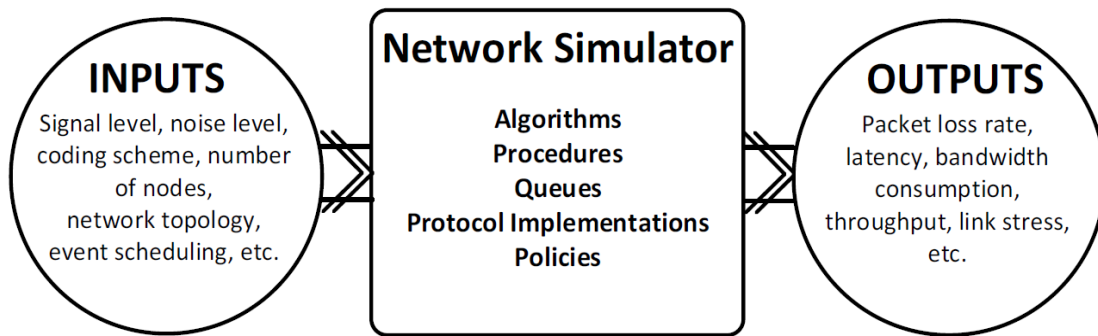 INPUTS
Signal level, noise level,
coding scheme, number
of nodes,
network topology,
event scheduling, etc.
Network Simulator
Algorithms
Procedures
Queues
Protocol Implementations
Policies
OUTPUTS
Packet loss rate,
latency, bandwidth
consumption,
throughput, link stress,
etc.